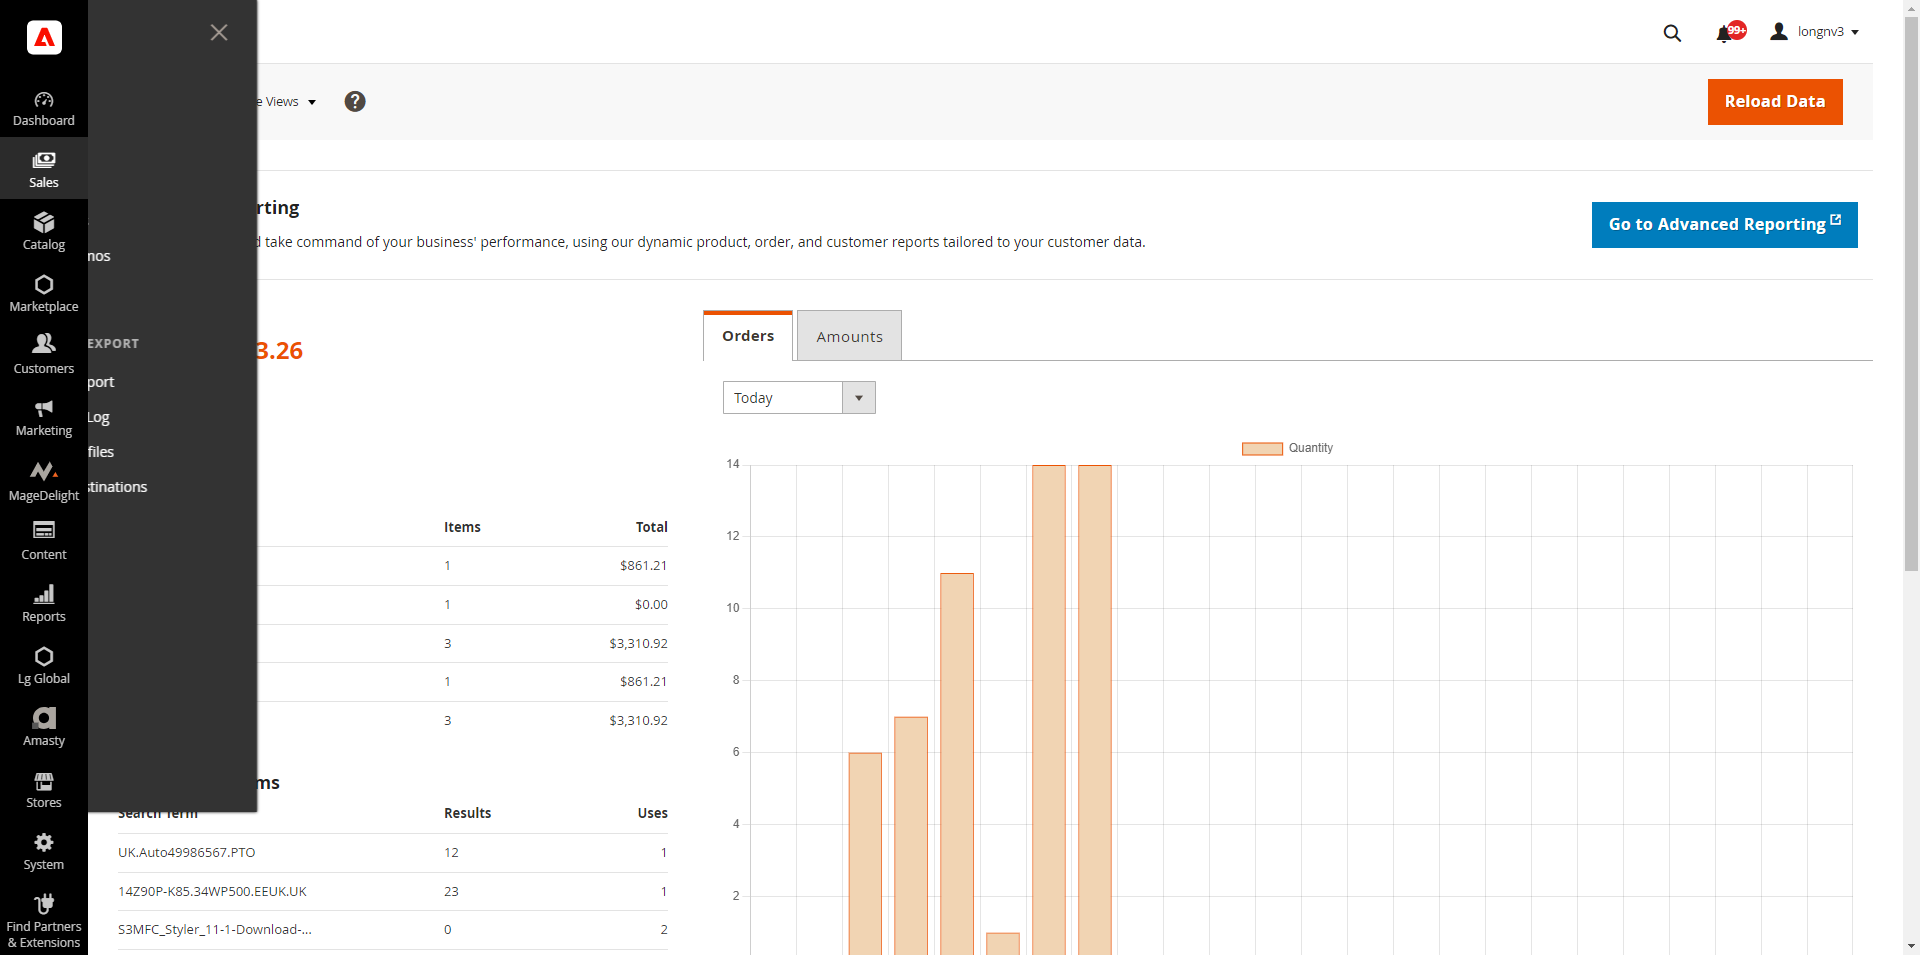 99+
longnv3
e Views
?
Reload Data
Dashboard
Sales
Catalog
Marketplace
Customers
Marketing
MageDelight
Content
Reports
Lg Global
Amasty
Stores
System
Find Partners
& Extensions
nos
EXPORT
port
Log
files
stinations
rting
d take command of your business' performance, using our dynamic product, order, and customer reports tailored to your customer data.
Go to Advanced Reporting
3.26
Orders
Amounts
Today
Quantity
14
12
10
8
6
4
2
Items Total
1 $861.21
1 $0.00
3 $3,310.92
1 $861.21
3 $3,310.92
ms
Search Term Results Uses
UK.Auto49986567.PTO 12 1
14Z90P-K85.34WP500.EEUK.UK 23 1
S3MFC_Styler_11-1-Download-... 0 2